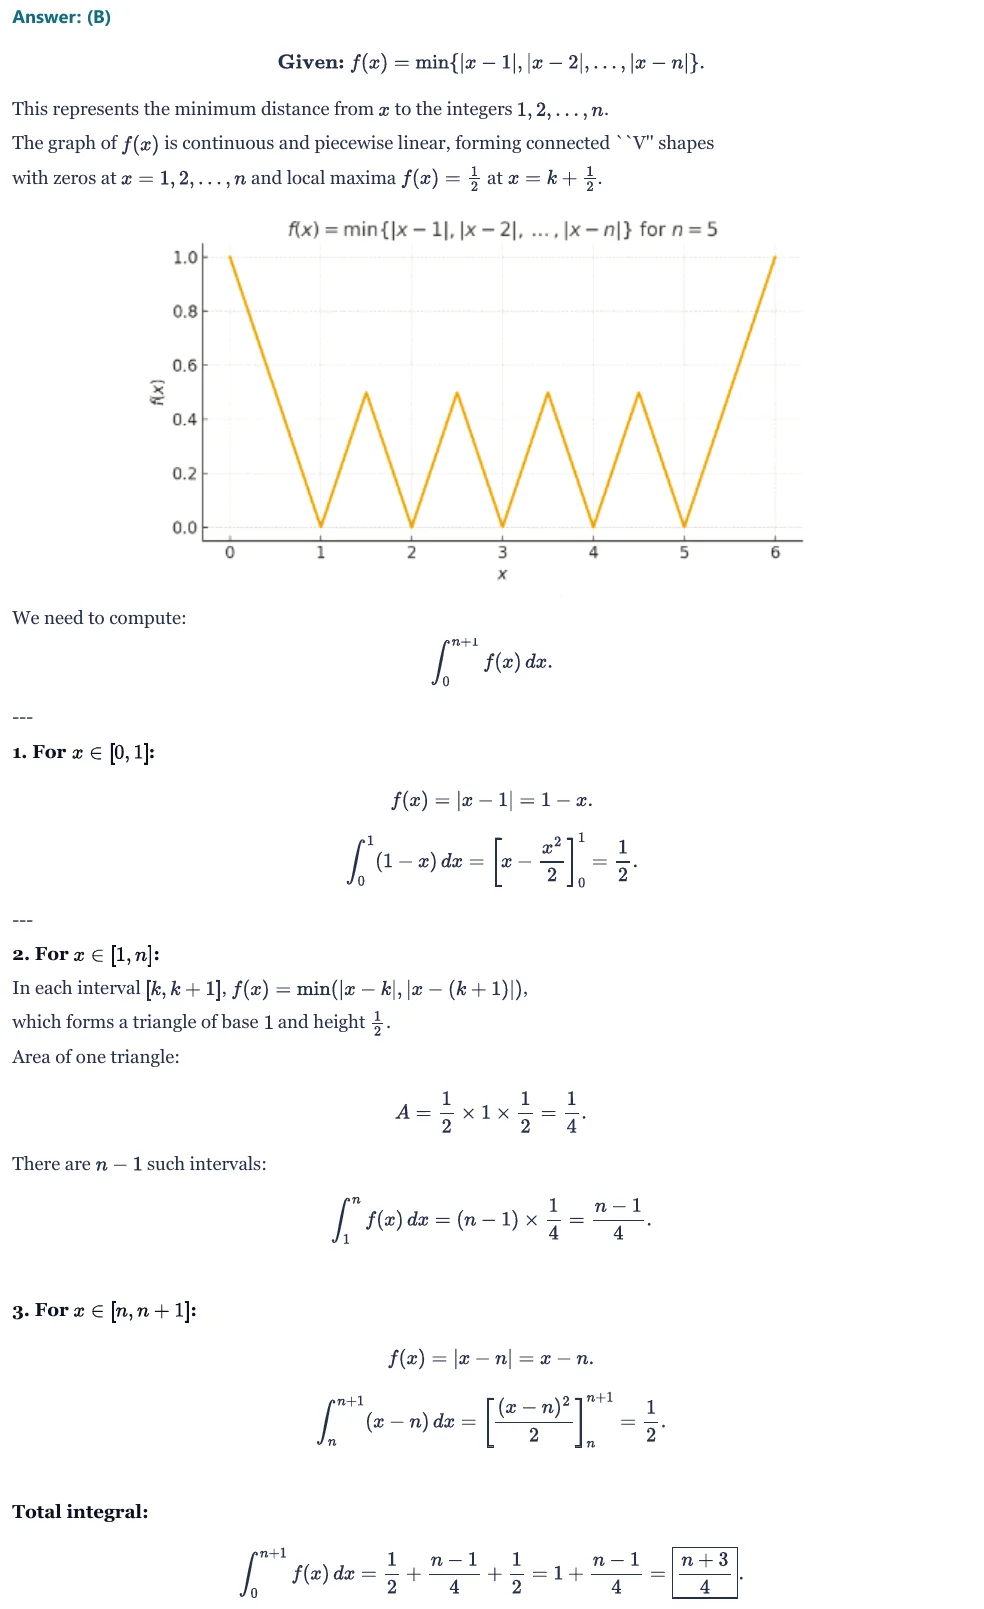 Answer: (B)
Given: f(x) = min{|x − 1|, |x − 2|, . . . , |x − n|}.
This represents the minimum distance from x to the integers 1, 2, . . . , n.
The graph of f(x) is continuous and piecewise linear, forming connected ``V'' shapes
with zeros at x = 1, 2, . . . , n and local maxima f(x) = 1/2 at x = k + 1/2.
f(x) = min{|x − 1|, |x − 2|, ... , |x − n|} for n = 5
1.0
0.8
0.6
0.4
0.2
0.0
f(x)
0 1 2 3 4 5 6
x
We need to compute:
∫_0^{n+1} f(x) dx.
---
1. For x ∈ [0, 1]:
f(x) = |x − 1| = 1 − x.
∫_0^1 (1 − x) dx = [x − x²/2]_0^1 = 1/2.
---
2. For x ∈ [1, n]:
In each interval [k, k + 1], f(x) = min(|x − k|, |x − (k + 1)|),
which forms a triangle of base 1 and height 1/2.
Area of one triangle:
A = 1/2 × 1 × 1/2 = 1/4.
There are n − 1 such intervals:
∫_1^n f(x) dx = (n − 1) × 1/4 = (n − 1)/4.
3. For x ∈ [n, n + 1]:
f(x) = |x − n| = x − n.
∫_n^{n+1} (x − n) dx = [(x − n)²/2]_n^{n+1} = 1/2.
Total integral:
∫_0^{n+1} f(x) dx = 1/2 + (n − 1)/4 + 1/2 = 1 + (n − 1)/4 = (n + 3)/4.